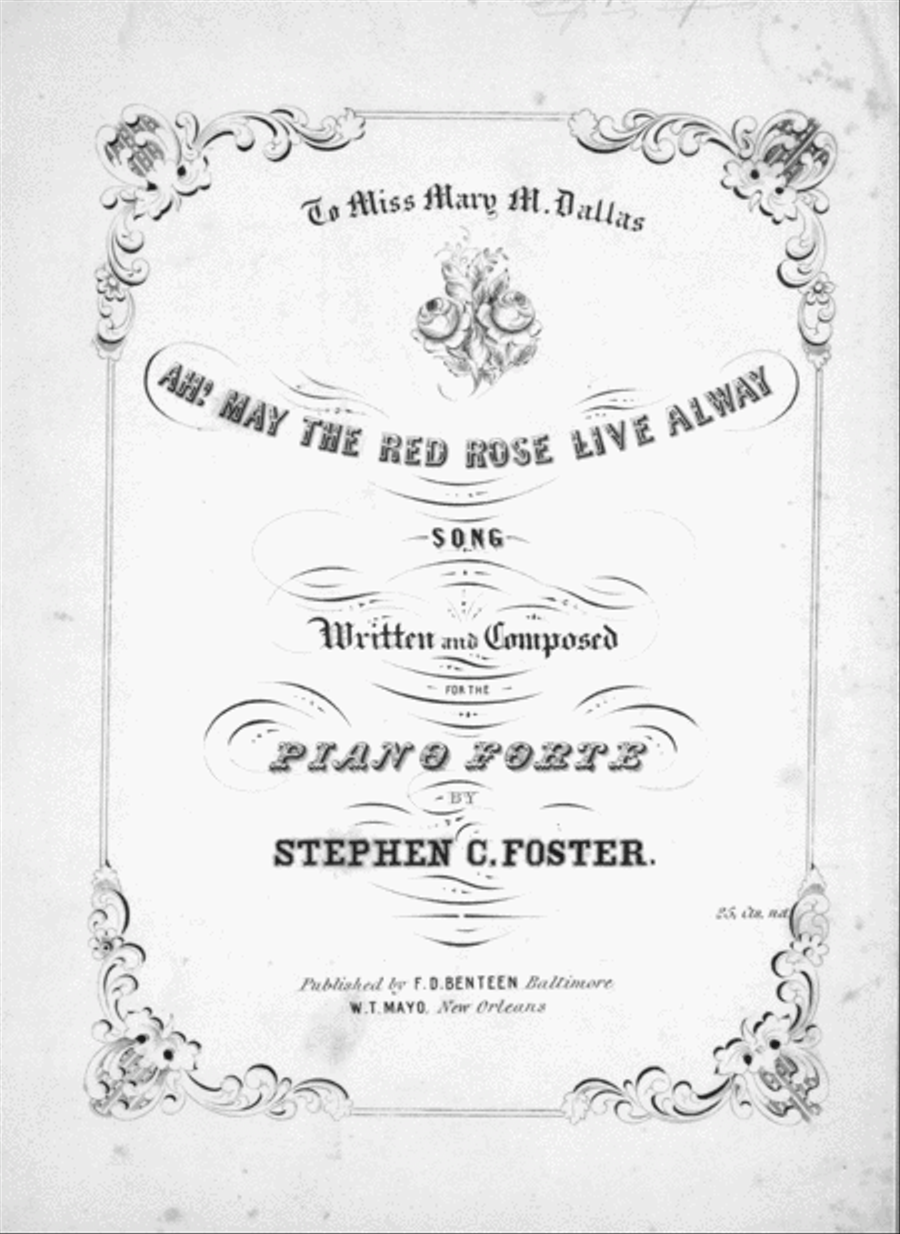 To Miss Mary M. Dallas
AH! MAY THE RED ROSE LIVE ALWAY
SONG
Written and Composed
FOR THE
PIANO FORTE
BY
STEPHEN C. FOSTER.
25, Cts. nd.
Published by F. D. BENTEEN Baltimore
W. T. MAYO, New Orleans